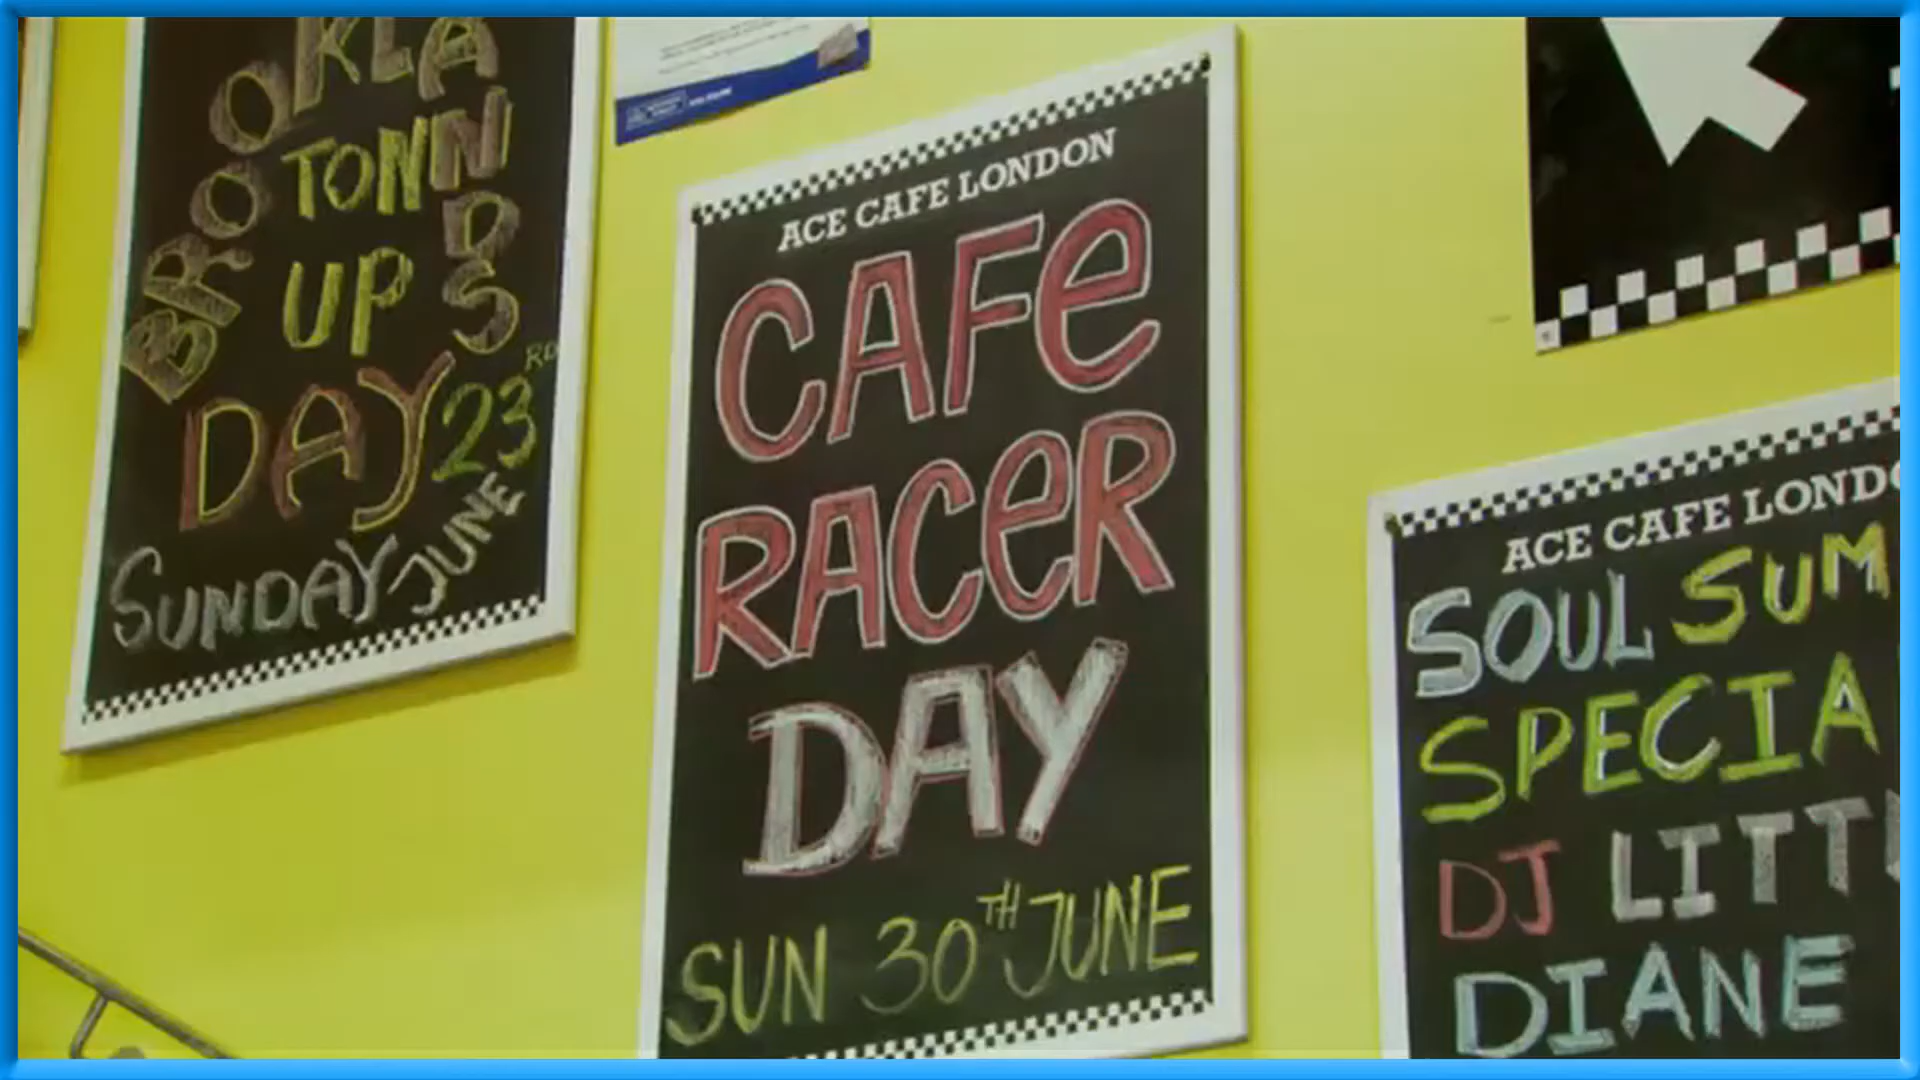 BROOKLANDS
TONN
UP
DAY 23RD
SUNDAY JUNE
ACE CAFE LONDON
CAFe
RACeR
DAY
SUN 30TH JUNE
ACE CAFE LONDO
SOUL SUM
SPECIA
DJ LITT
DIANE